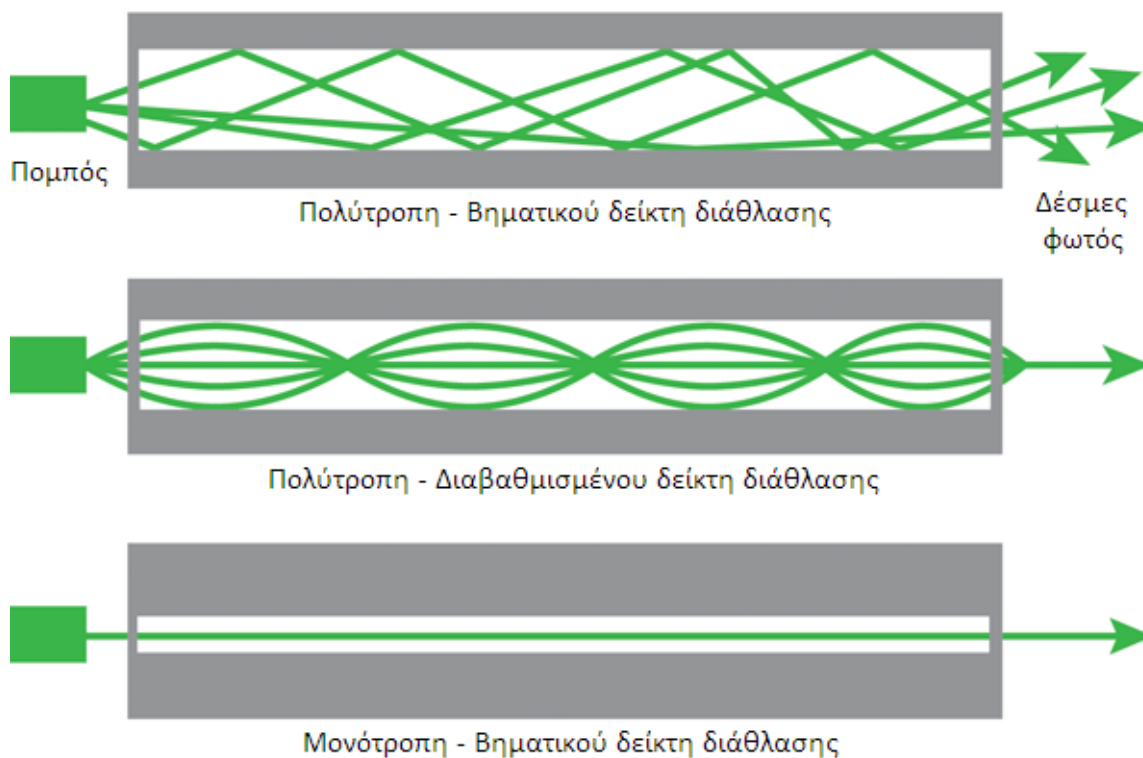 Πομπός
Πολύτροπη - Βηματικού δείκτη διάθλασης
Δέσμες
φωτός
Πολύτροπη - Διαβαθμισμένου δείκτη διάθλασης
Μονότροπη - Βηματικού δείκτη διάθλασης